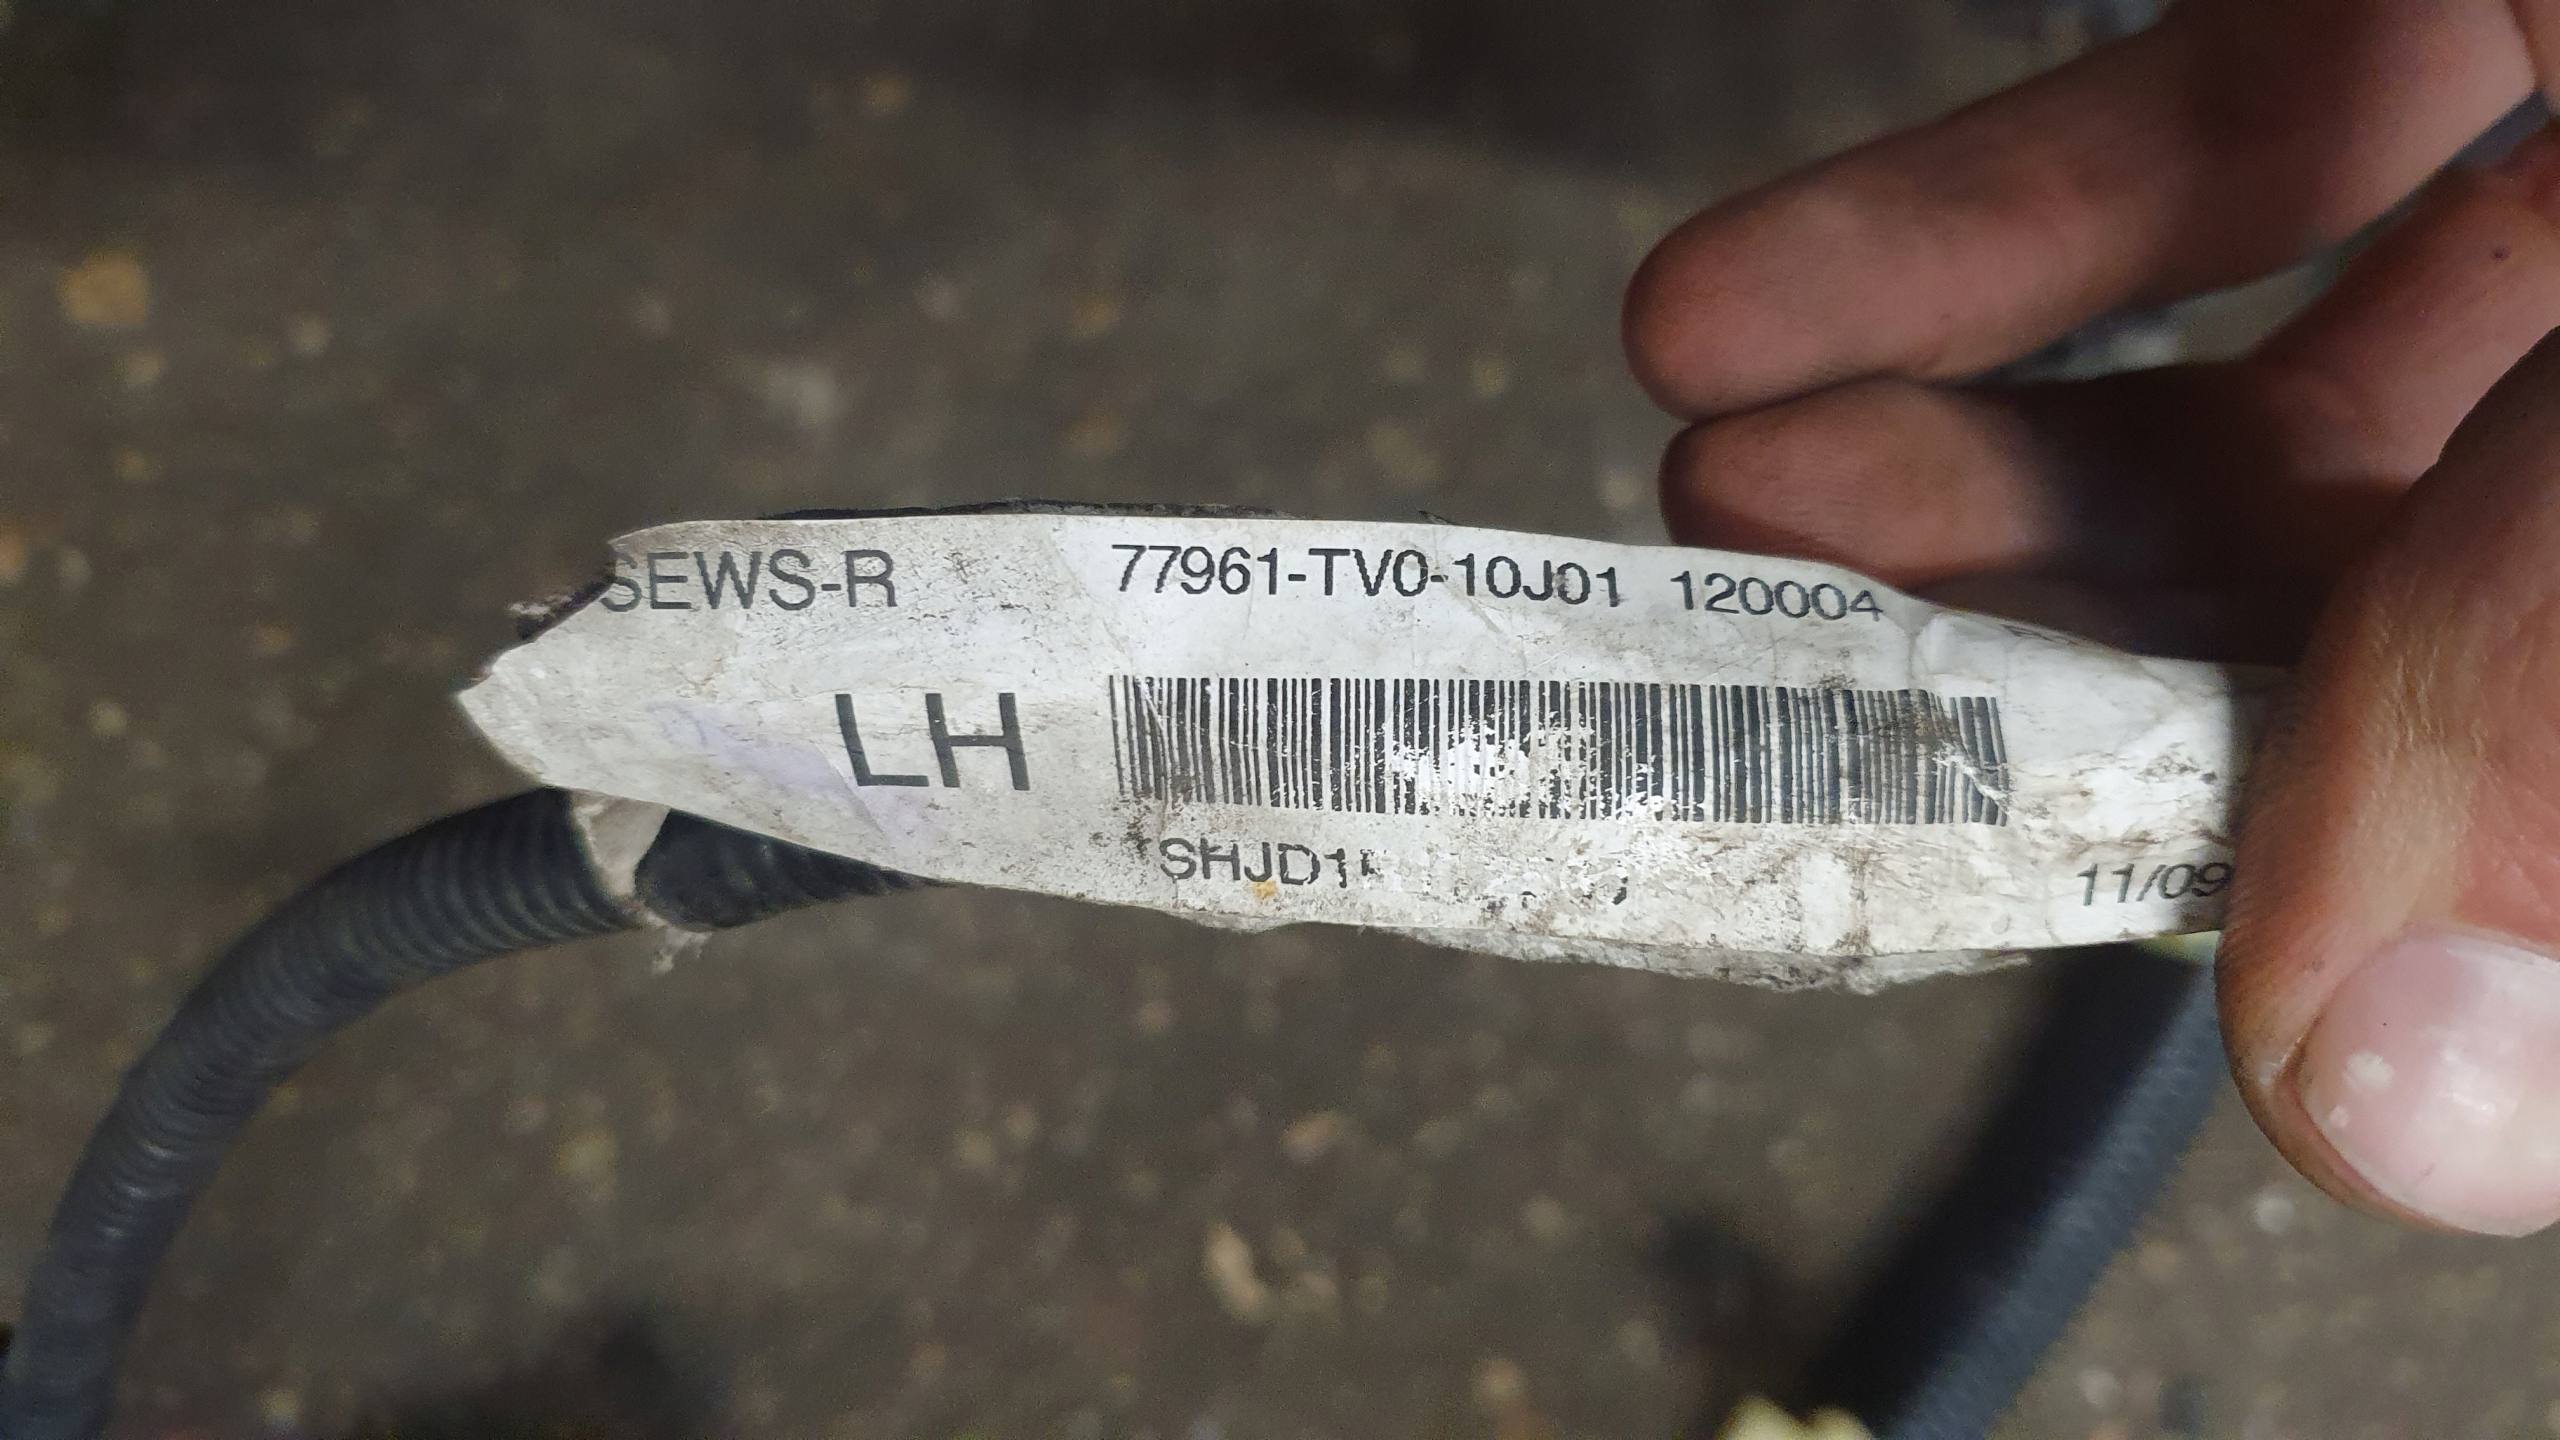 SEWS-R
77961-TV0-10J01 120004
LH
SHJD1
11/09